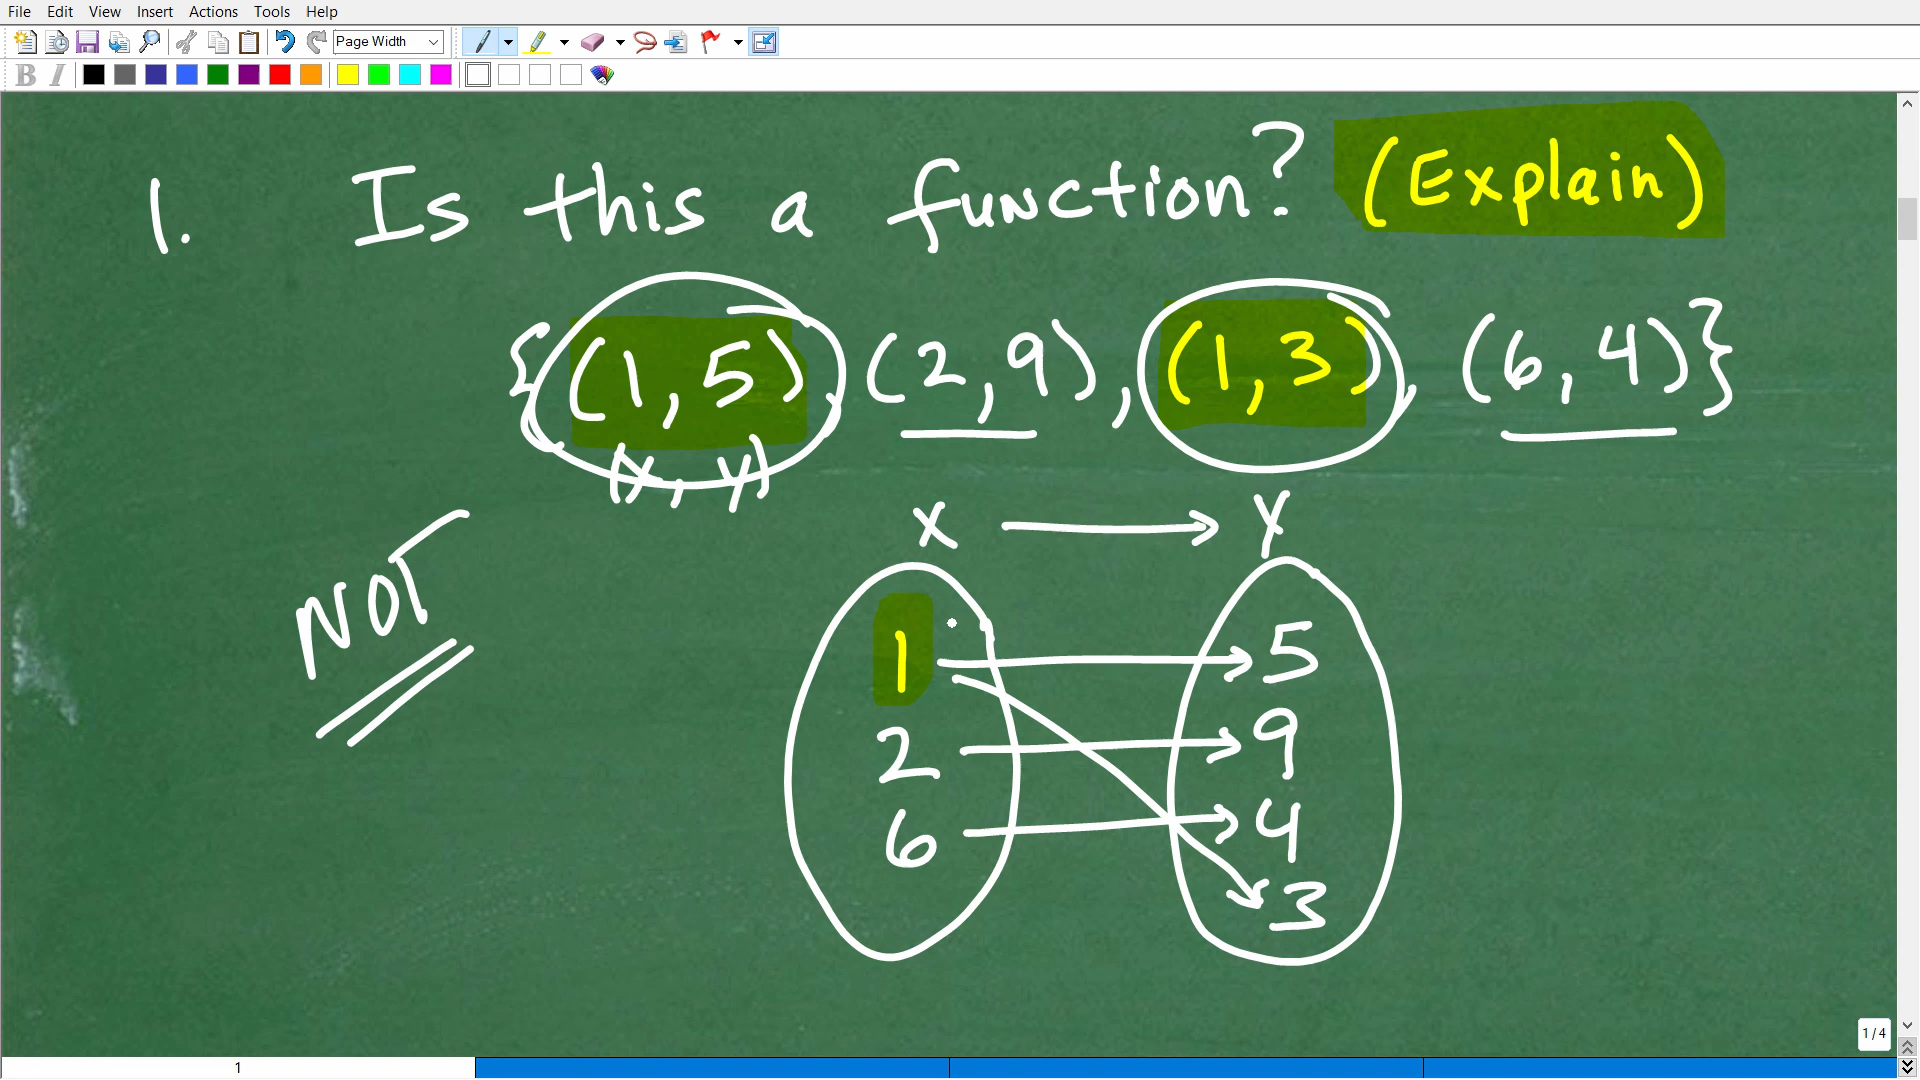 File Edit View Insert Actions Tools Help
Page Width
B I
1. Is this a function? (Explain)
{(1,5), (2,9), (1,3), (6,4)}
(x, y)
x y
NOT
1 5
2 9
6 4
3
1 / 4
1